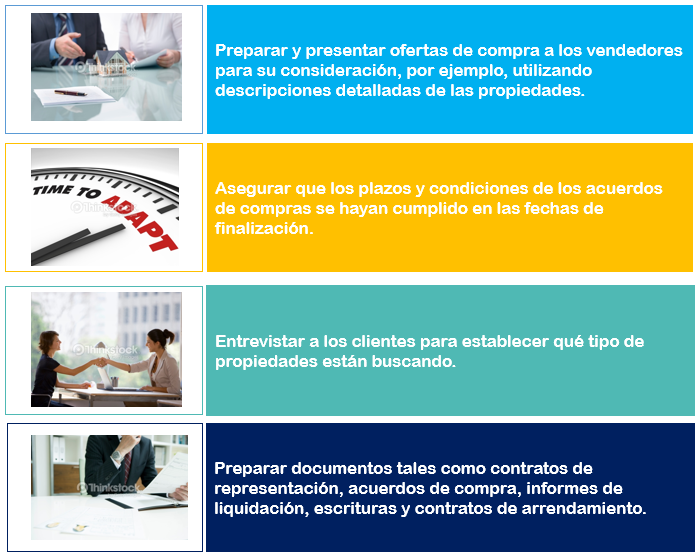 Thinkstock
Preparar y presentar ofertas de compra a los vendedores
para su consideración, por ejemplo, utilizando
descripciones detalladas de las propiedades.
TIME TO ADAPT
Thinkstock
Asegurar que los plazos y condiciones de los acuerdos
de compras se hayan cumplido en las fechas de
finalización.
Thinkstock
Entrevistar a los clientes para establecer qué tipo de
propiedades están buscando.
Thinkstock
Preparar documentos tales como contratos de
representación, acuerdos de compra, informes de
liquidación, escrituras y contratos de arrendamiento.